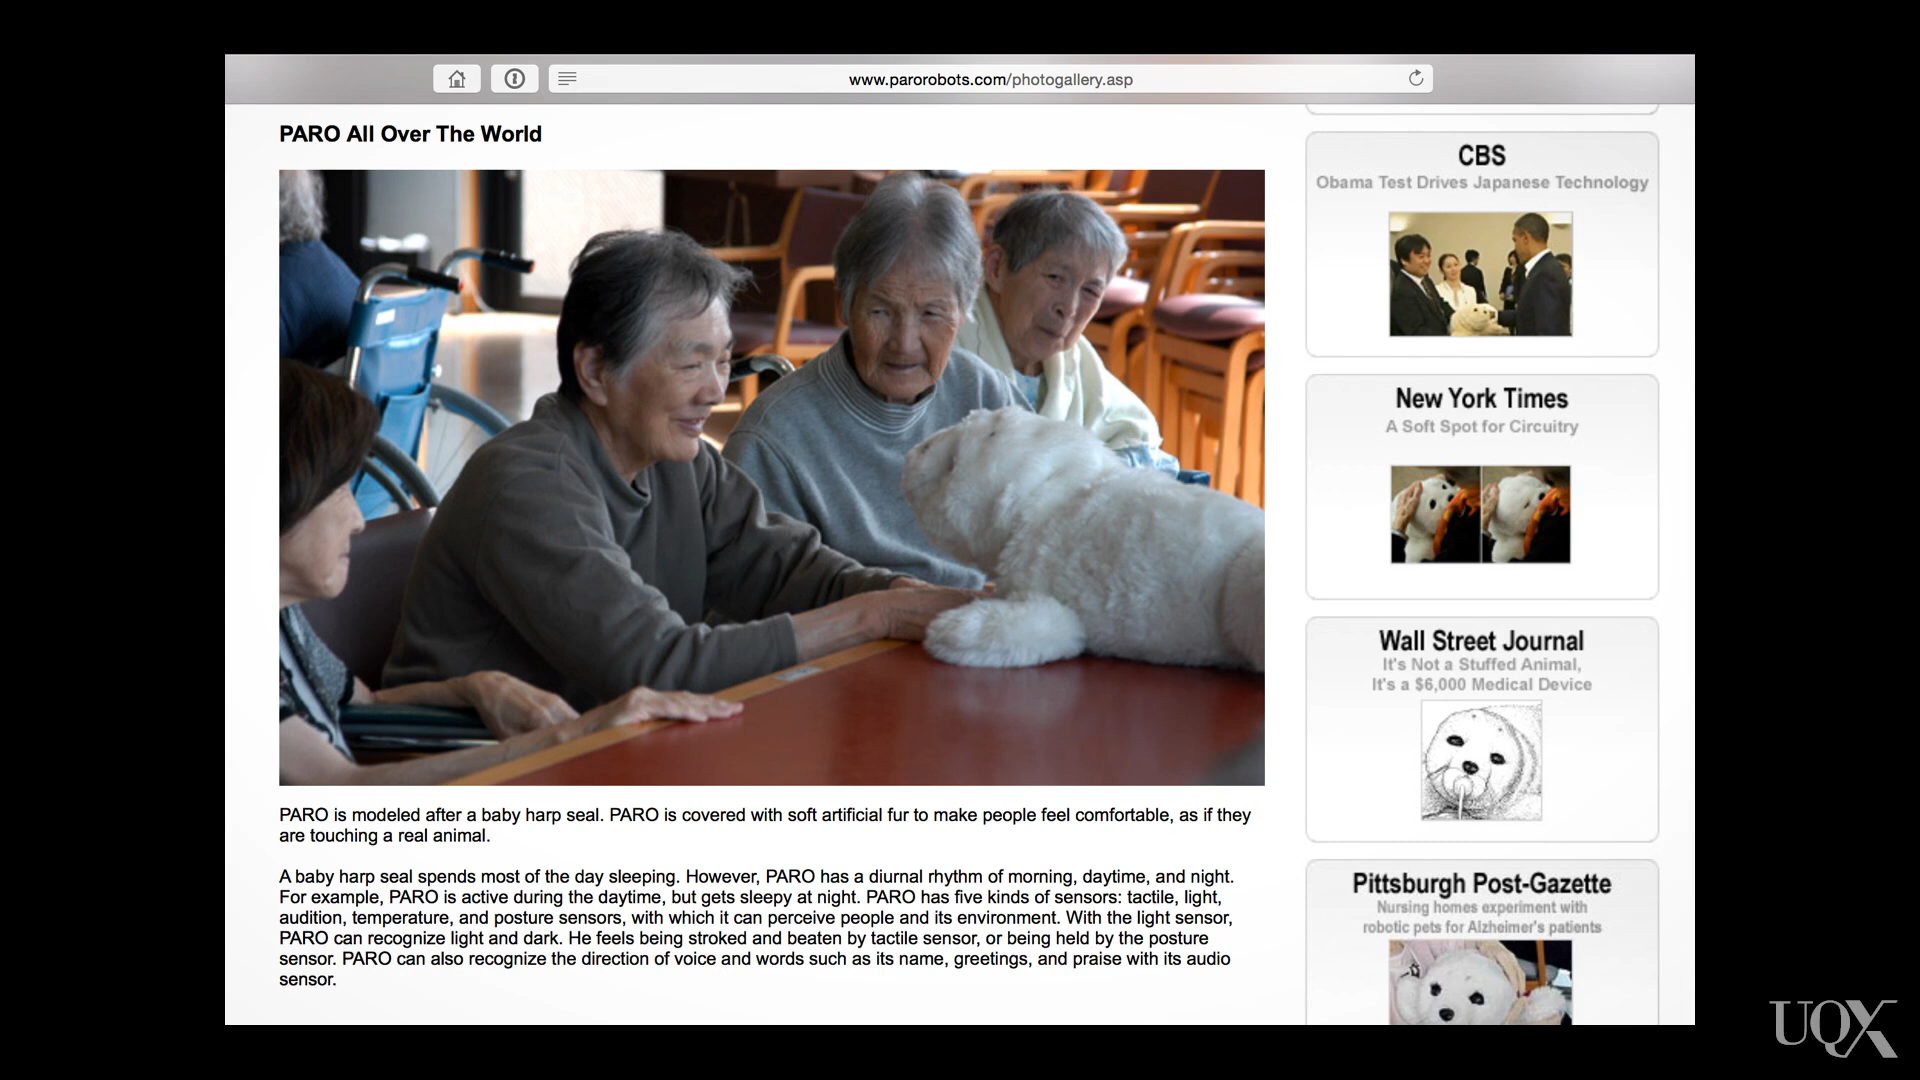 www.parorobots.com/photogallery.asp
PARO All Over The World
PARO is modeled after a baby harp seal. PARO is covered with soft artificial fur to make people feel comfortable, as if they
are touching a real animal.
A baby harp seal spends most of the day sleeping. However, PARO has a diurnal rhythm of morning, daytime, and night.
For example, PARO is active during the daytime, but gets sleepy at night. PARO has five kinds of sensors: tactile, light,
audition, temperature, and posture sensors, with which it can perceive people and its environment. With the light sensor,
PARO can recognize light and dark. He feels being stroked and beaten by tactile sensor, or being held by the posture
sensor. PARO can also recognize the direction of voice and words such as its name, greetings, and praise with its audio
sensor.
CBS
Obama Test Drives Japanese Technology
New York Times
A Soft Spot for Circuitry
Wall Street Journal
It's Not a Stuffed Animal,
It's a $6,000 Medical Device
Pittsburgh Post-Gazette
Nursing homes experiment with
robotic pets for Alzheimer's patients
UQX